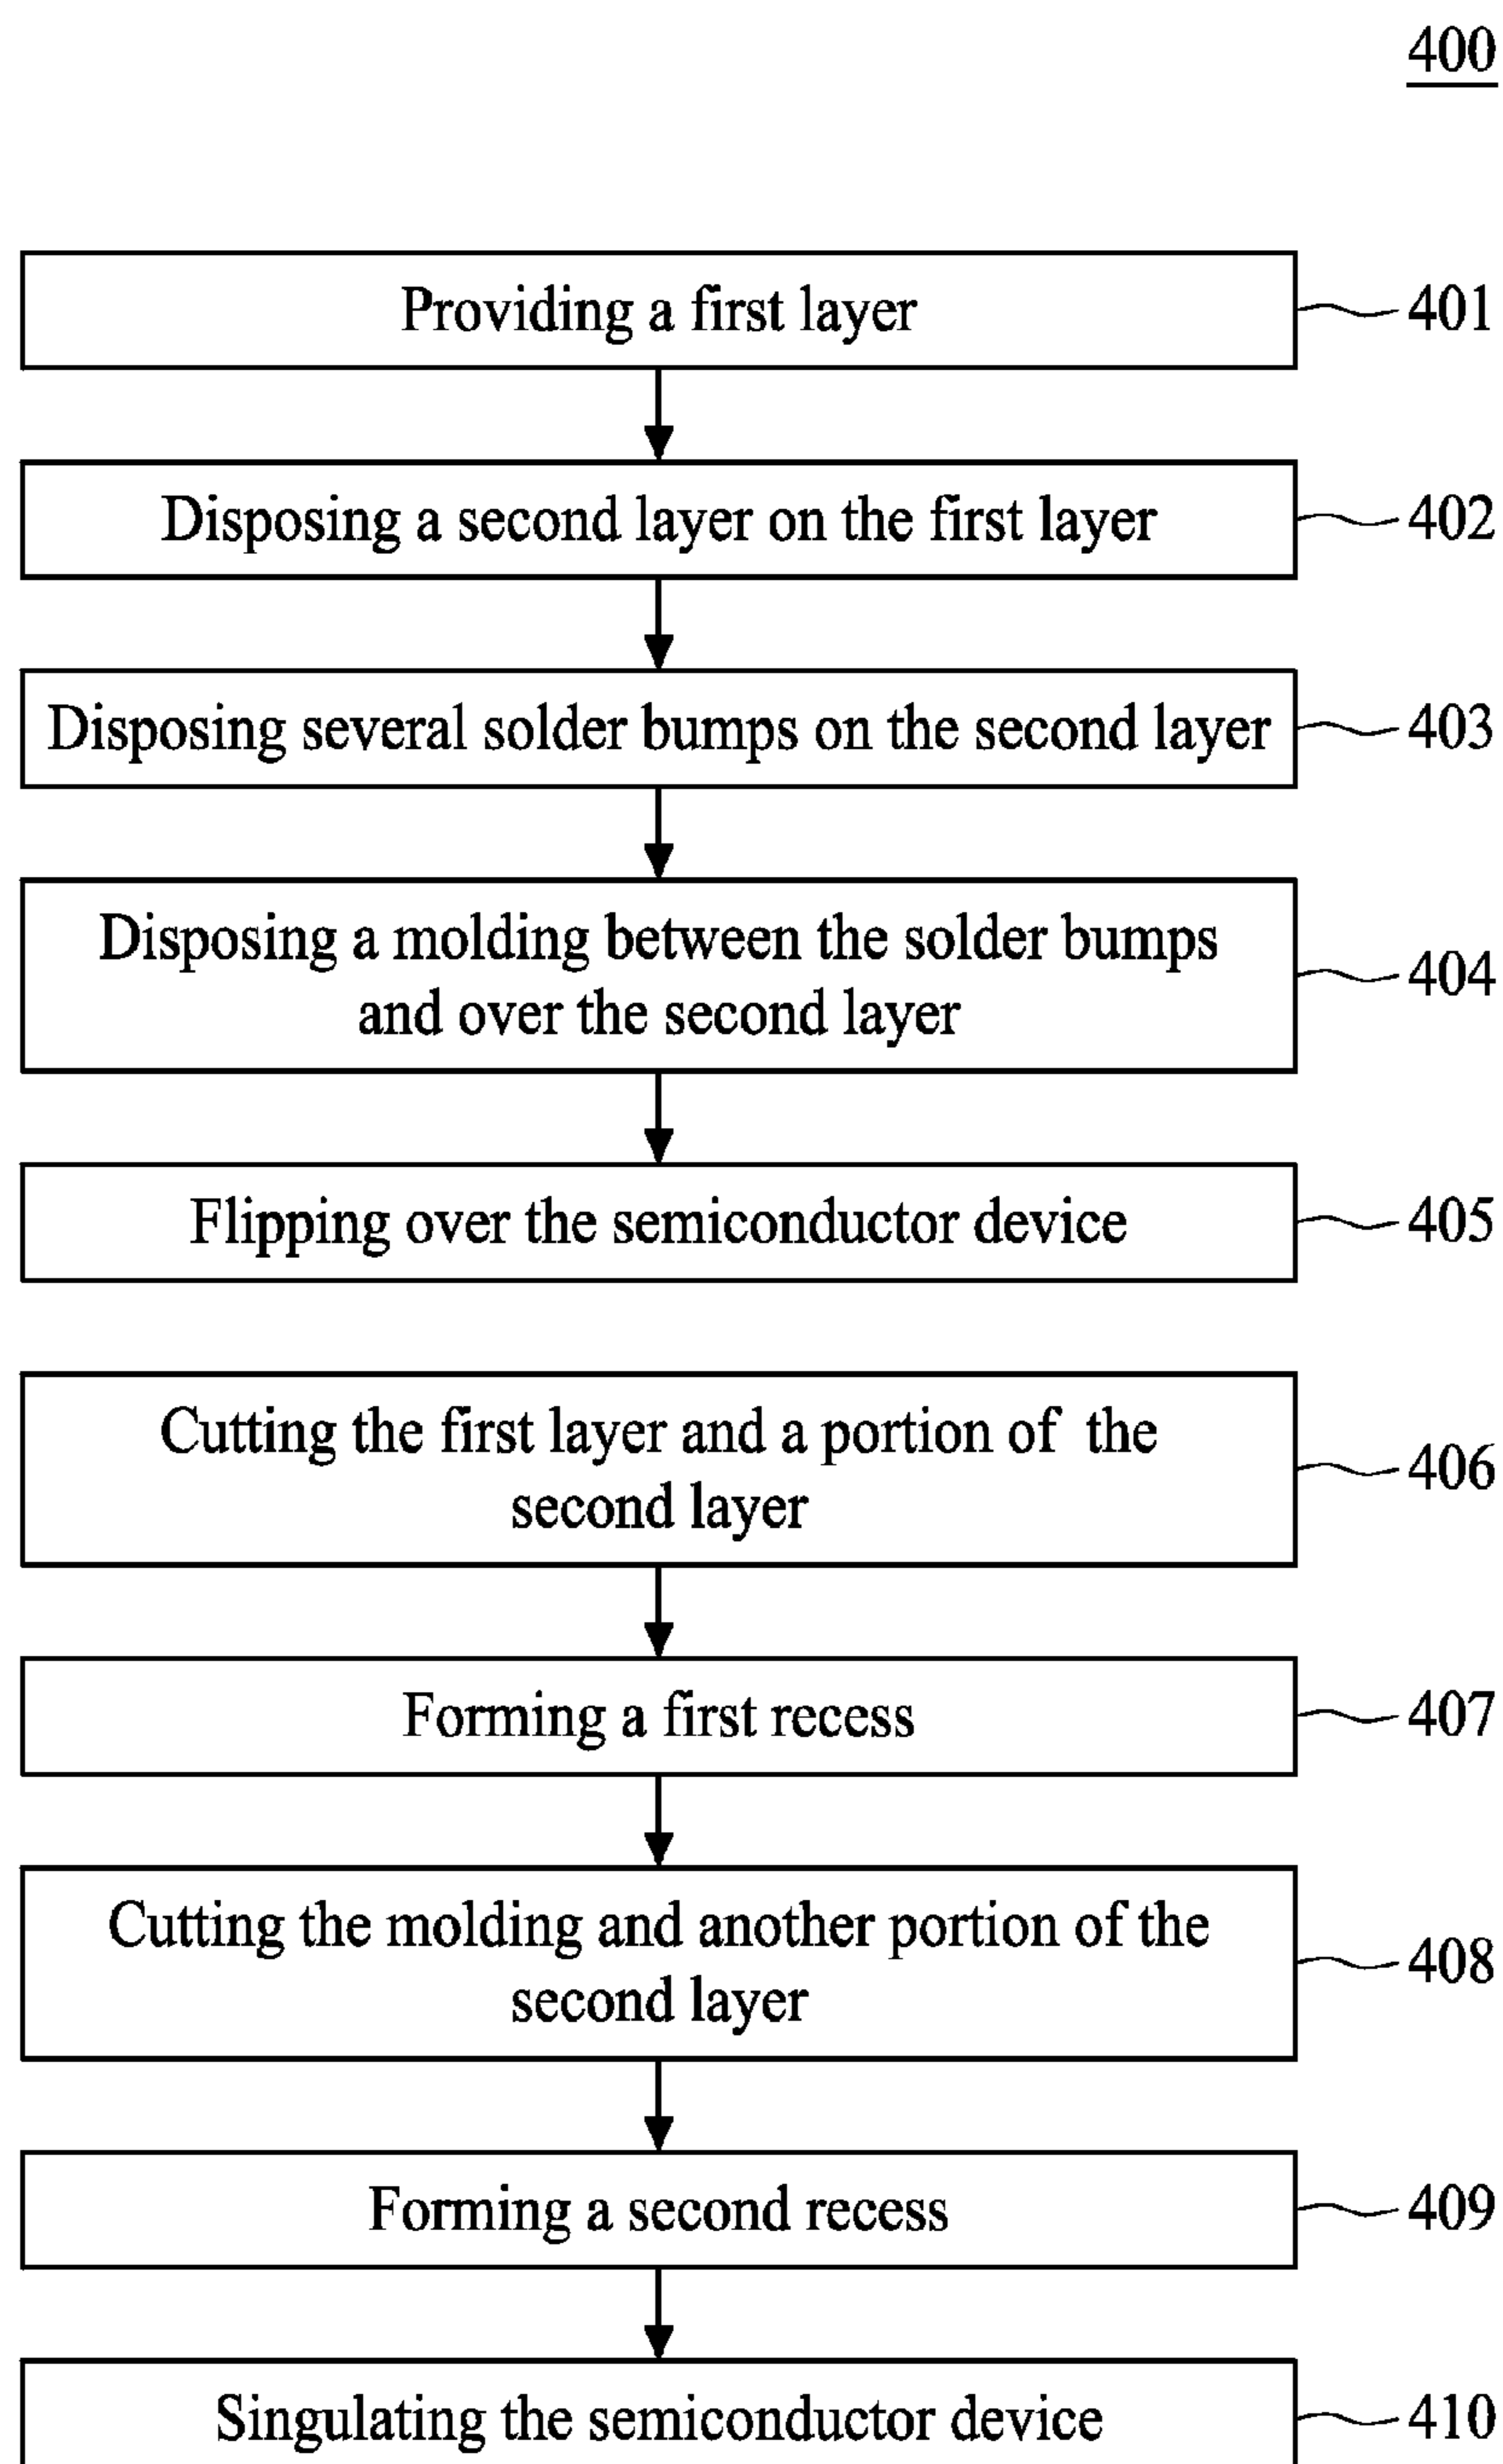 400
Providing a first layer
401
Disposing a second layer on the first layer
402
Disposing several solder bumps on the second layer
403
Disposing a molding between the solder bumps
and over the second layer
404
Flipping over the semiconductor device
405
Cutting the first layer and a portion of the
second layer
406
Forming a first recess
407
Cutting the molding and another portion of the
second layer
408
Forming a second recess
409
Singulating the semiconductor device
410